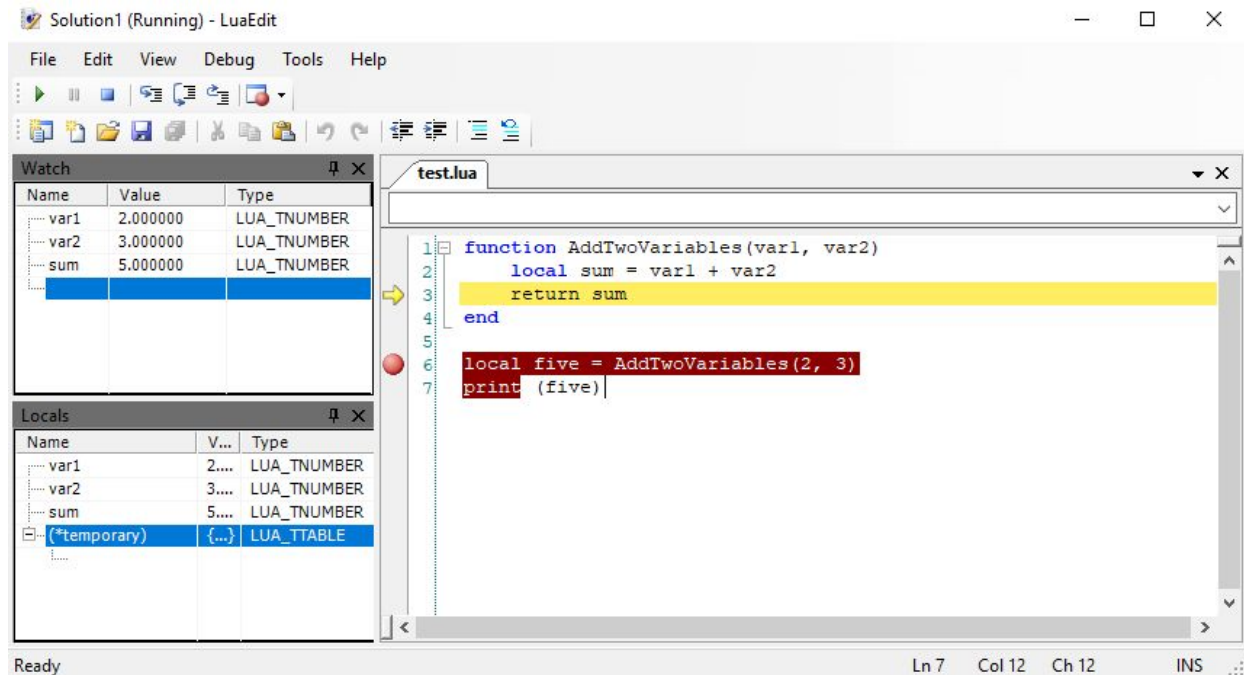 Solution1 (Running) - LuaEdit
File Edit View Debug Tools Help
Watch
Name Value Type
var1 2.000000 LUA_TNUMBER
var2 3.000000 LUA_TNUMBER
sum 5.000000 LUA_TNUMBER
Locals
Name V... Type
var1 2.... LUA_TNUMBER
var2 3.... LUA_TNUMBER
sum 5.... LUA_TNUMBER
(*temporary) {...} LUA_TTABLE
test.lua
1 function AddTwoVariables(var1, var2)
2 local sum = var1 + var2
3 return sum
4 end
5
6 local five = AddTwoVariables(2, 3)
7 print (five)
Ready Ln 7 Col 12 Ch 12 INS